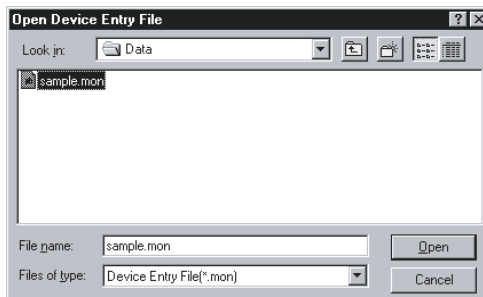 Open Device Entry File
Look in: Data
sample.mon
File name: sample.mon
Open
Files of type: Device Entry File(*.mon)
Cancel